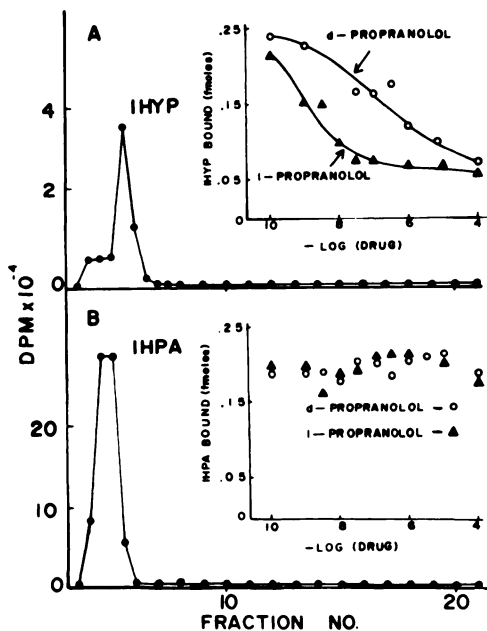 A
IHYP
4
2
0
DPM x 10⁻⁴
IHYP BOUND (fmoles)
.25
.15
.05
0
d-PROPRANOLOL
l-PROPRANOLOL
10
8
6
4
-LOG (DRUG)
B
IHPA
20
10
0
IHPA BOUND (fmoles)
.25
.15
.05
0
d-PROPRANOLOL - ○
l-PROPRANOLOL - ▲
10
8
6
4
-LOG (DRUG)
10
20
FRACTION NO.